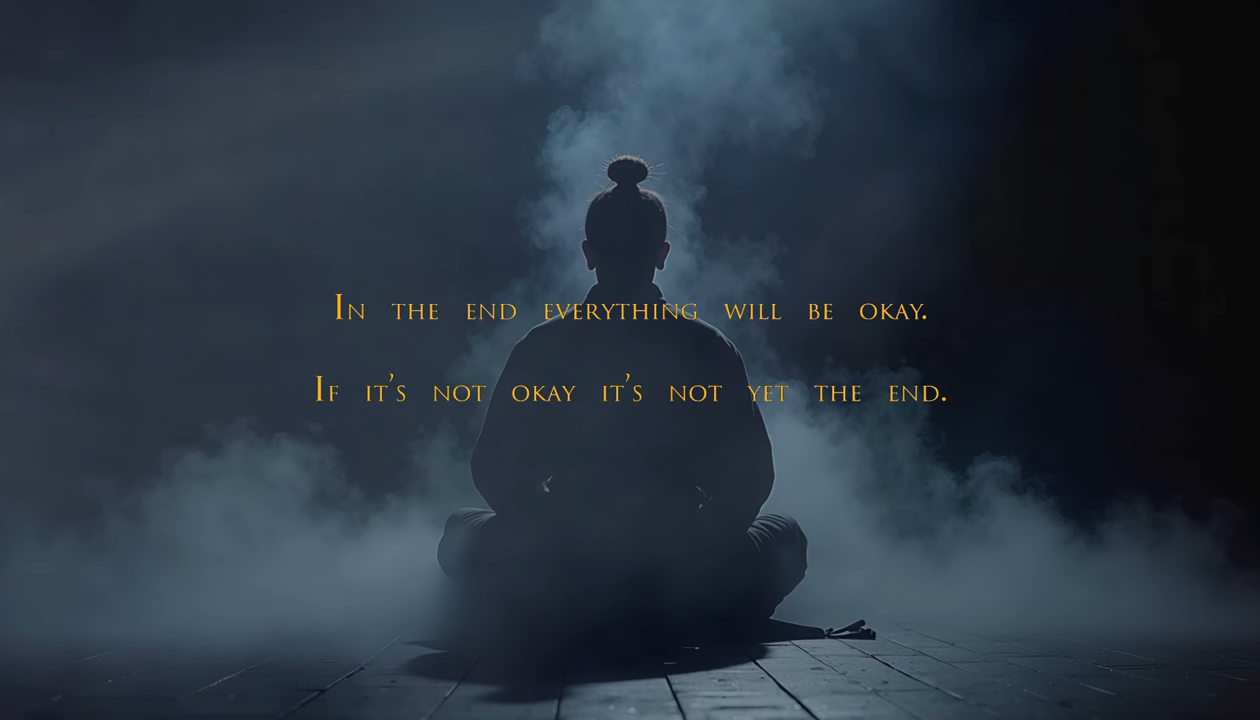 In the end everything will be okay.
If it's not okay it's not yet the end.